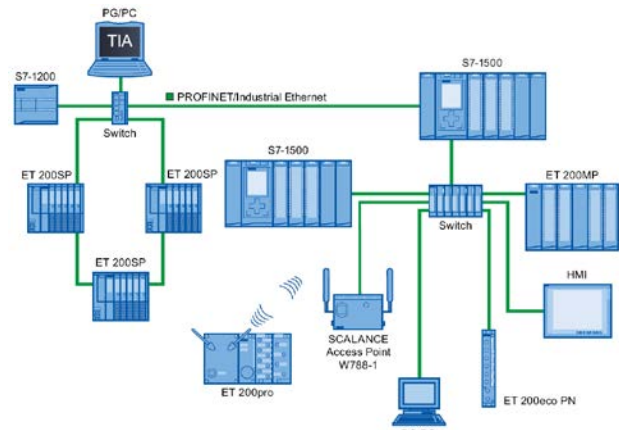 PG/PC
TIA
S7-1200
S7-1500
PROFINET/Industrial Ethernet
Switch
ET 200SP
ET 200SP
S7-1500
ET 200MP
Switch
ET 200SP
HMI
SCALANCE
Access Point
W788-1
ET 200pro
ET 200eco PN